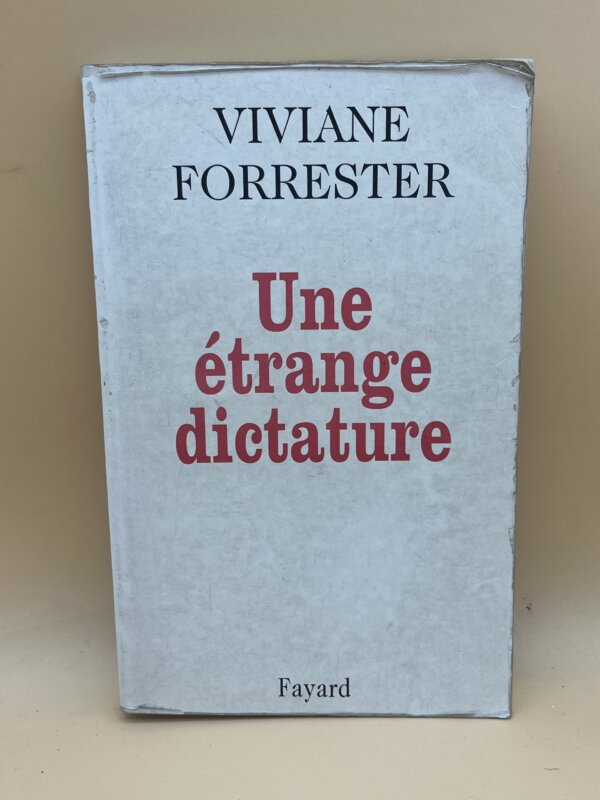 VIVIANE
FORRESTER
Une
étrange
dictature
Fayard